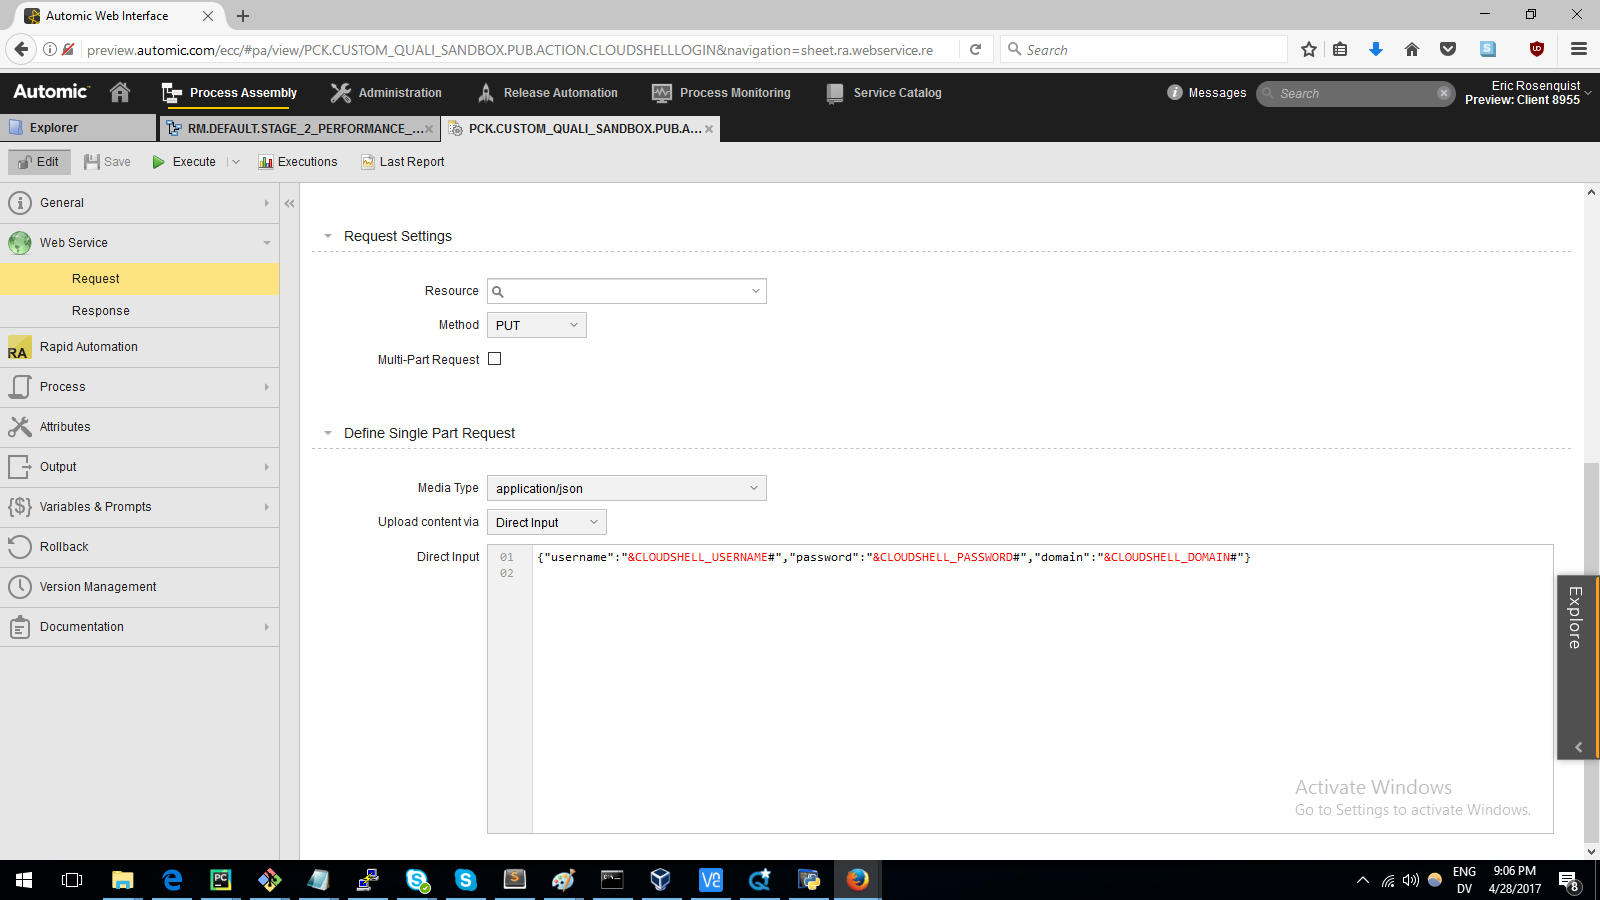 Automic Web Interface
preview.automic.com/ecc/#pa/view/PCK.CUSTOM_QUALI_SANDBOX.PUB.ACTION.CLOUDSHELLLOGIN&navigation=sheet.ra.webservice.re
Search
Automic
Process Assembly
Administration
Release Automation
Process Monitoring
Service Catalog
Messages
Search
Eric Rosenquist
Preview: Client 8955
Explorer
RM.DEFAULT.STAGE_2_PERFORMANCE_...
PCK.CUSTOM_QUALI_SANDBOX.PUB.A...
Edit
Save
Execute
Executions
Last Report
General
Web Service
Request
Response
RA
Rapid Automation
Process
Attributes
Output
{$}
Variables & Prompts
Rollback
Version Management
Documentation
Request Settings
Resource
Method
PUT
Multi-Part Request
Define Single Part Request
Media Type
application/json
Upload content via
Direct Input
Direct Input
01
{"username":"&CLOUDSHELL_USERNAME#","password":"&CLOUDSHELL_PASSWORD#","domain":"&CLOUDSHELL_DOMAIN#"}
02
Explore
Activate Windows
Go to Settings to activate Windows.
ENG
DV
9:06 PM
4/28/2017
8